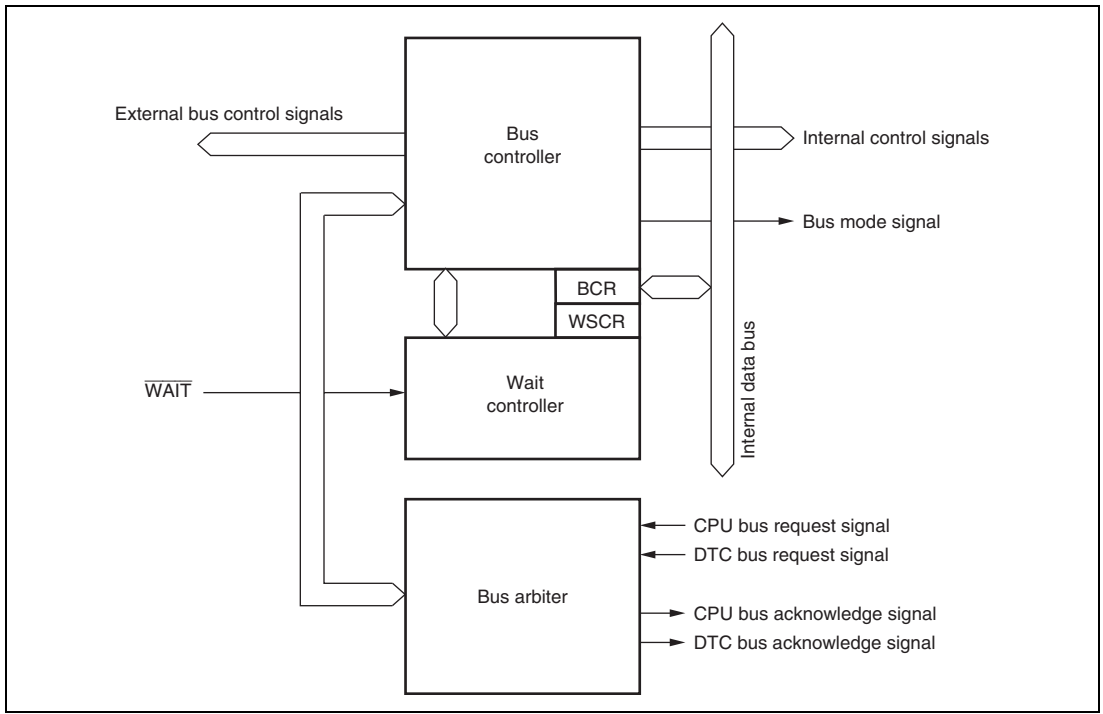 External bus control signals
Bus
controller
Internal control signals
Bus mode signal
BCR
WSCR
Internal data bus
WAIT
Wait
controller
CPU bus request signal
DTC bus request signal
Bus arbiter
CPU bus acknowledge signal
DTC bus acknowledge signal